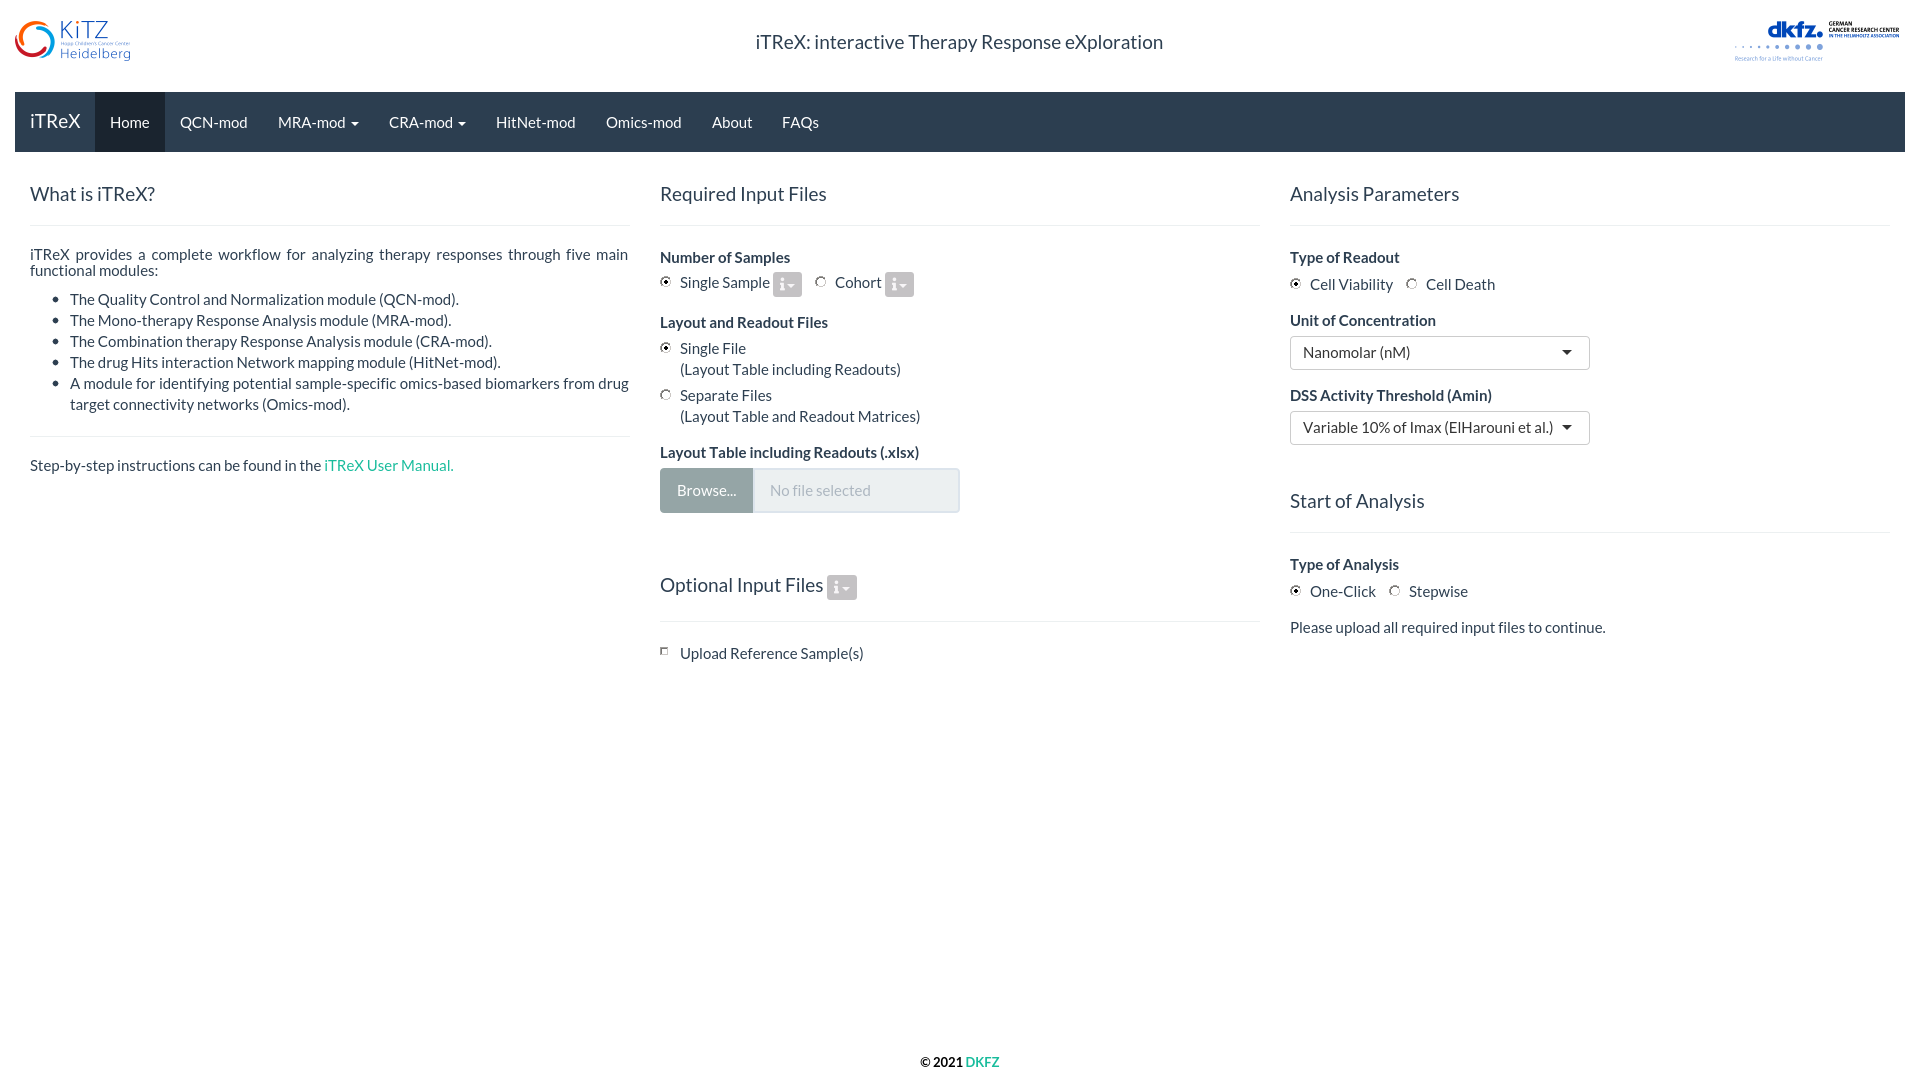 KiTZ
Hopp Children's Cancer Center
Heidelberg
iTReX: interactive Therapy Response eXploration
dkfz.
GERMAN
CANCER RESEARCH CENTER
IN THE HELMHOLTZ ASSOCIATION
Research for a Life without Cancer
iTReX Home QCN-mod MRA-mod CRA-mod HitNet-mod Omics-mod About FAQs
What is iTReX?
iTReX provides a complete workflow for analyzing therapy responses through five main
functional modules:
The Quality Control and Normalization module (QCN-mod).
The Mono-therapy Response Analysis module (MRA-mod).
The Combination therapy Response Analysis module (CRA-mod).
The drug Hits interaction Network mapping module (HitNet-mod).
A module for identifying potential sample-specific omics-based biomarkers from drug
target connectivity networks (Omics-mod).
Step-by-step instructions can be found in the iTReX User Manual.
Required Input Files
Number of Samples
Single Sample i Cohort i
Layout and Readout Files
Single File
(Layout Table including Readouts)
Separate Files
(Layout Table and Readout Matrices)
Layout Table including Readouts (.xlsx)
Browse... No file selected
Optional Input Files i
Upload Reference Sample(s)
Analysis Parameters
Type of Readout
Cell Viability Cell Death
Unit of Concentration
Nanomolar (nM)
DSS Activity Threshold (Amin)
Variable 10% of Imax (ElHarouni et al.)
Start of Analysis
Type of Analysis
One-Click Stepwise
Please upload all required input files to continue.
© 2021 DKFZ